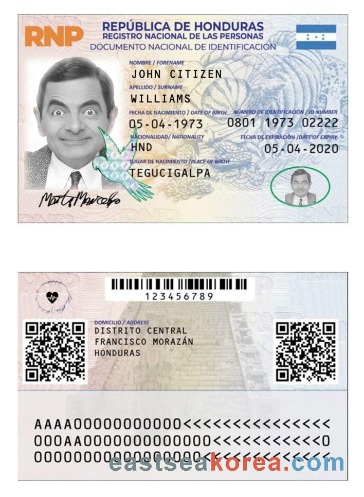 RNP
REPÚBLICA DE HONDURAS
REGISTRO NACIONAL DE LAS PERSONAS
DOCUMENTO NACIONAL DE IDENTIFICACIÓN
NOMBRE / FORENAME
JOHN CITIZEN
APELLIDO / SURNAME
WILLIAMS
FECHA DE NACIMIENTO / DATE OF BIRTH NÚMERO DE IDENTIFICACIÓN / ID NUMBER
05-04-1973 0801 1973 02222
NACIONALIDAD / NATIONALITY FECHA DE EXPIRACIÓN / DATE OF EXPIRY
HND 05-04-2020
LUGAR DE NACIMIENTO / PLACE OF BIRTH
TEGUCIGALPA
123456789
DOMICILIO / ADDRESS
DISTRITO CENTRAL
FRANCISCO MORAZÁN
HONDURAS
AAAA00000000000<<<<<<<<<<<<<<<
000AA0000000000000<<<<<<<<<<<0
00000000000000<<<<<<<<<<<<<<<<
eastseakorea.com